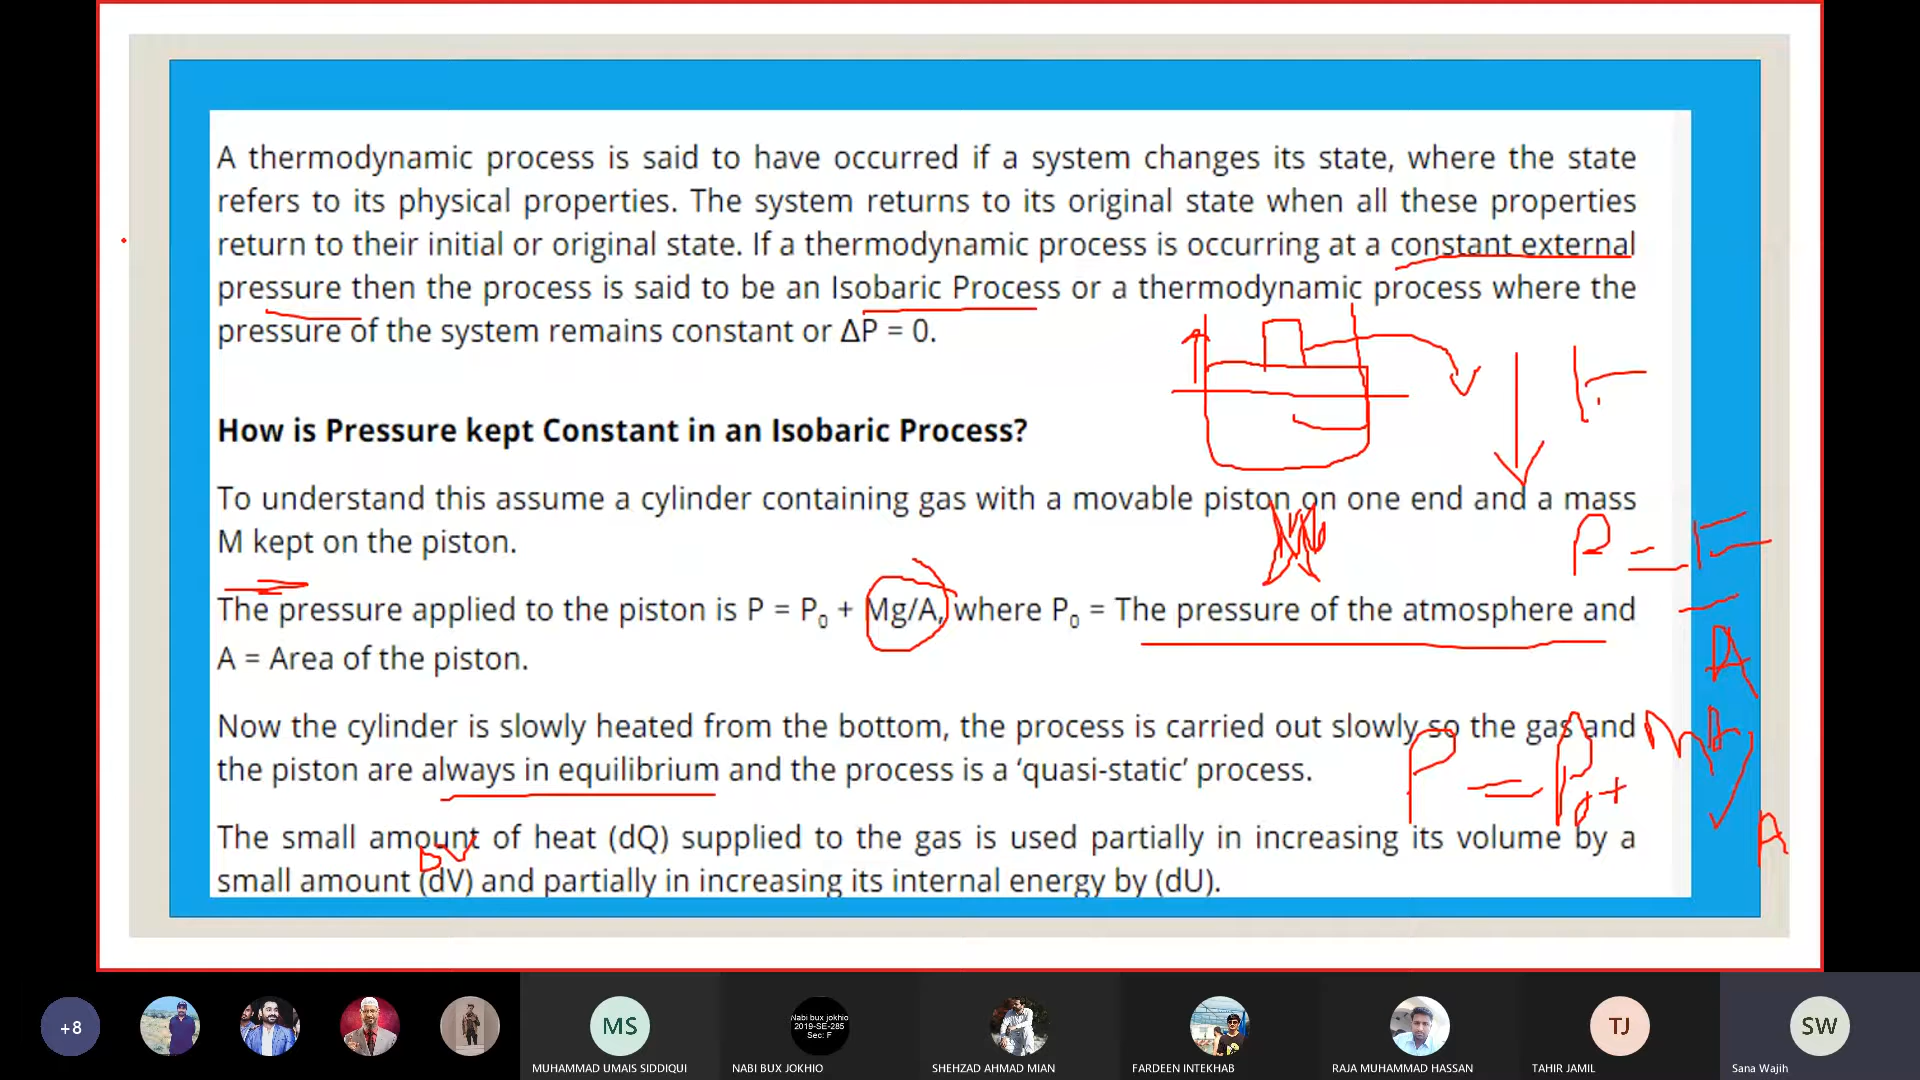 A thermodynamic process is said to have occurred if a system changes its state, where the state
refers to its physical properties. The system returns to its original state when all these properties
return to their initial or original state. If a thermodynamic process is occurring at a constant external
pressure then the process is said to be an Isobaric Process or a thermodynamic process where the
pressure of the system remains constant or ΔP = 0.
F
How is Pressure kept Constant in an Isobaric Process?
To understand this assume a cylinder containing gas with a movable piston on one end and a mass
M kept on the piston.
P = F
A
The pressure applied to the piston is P = P₀ + Mg/A, where P₀ = The pressure of the atmosphere and
A = Area of the piston.
Now the cylinder is slowly heated from the bottom, the process is carried out slowly so the gas and
the piston are always in equilibrium and the process is a ‘quasi-static’ process.
P = P₀ +
A
The small amount of heat (dQ) supplied to the gas is used partially in increasing its volume by a
small amount (dV) and partially in increasing its internal energy by (dU).
+8
MS
Nabi bux jokhio
2019-SE-285
Sec: F
TJ
SW
MUHAMMAD UMAIS SIDDIQUI
NABI BUX JOKHIO
SHEHZAD AHMAD MIAN
FARDEEN INTEKHAB
RAJA MUHAMMAD HASSAN
TAHIR JAMIL
Sana Wajih